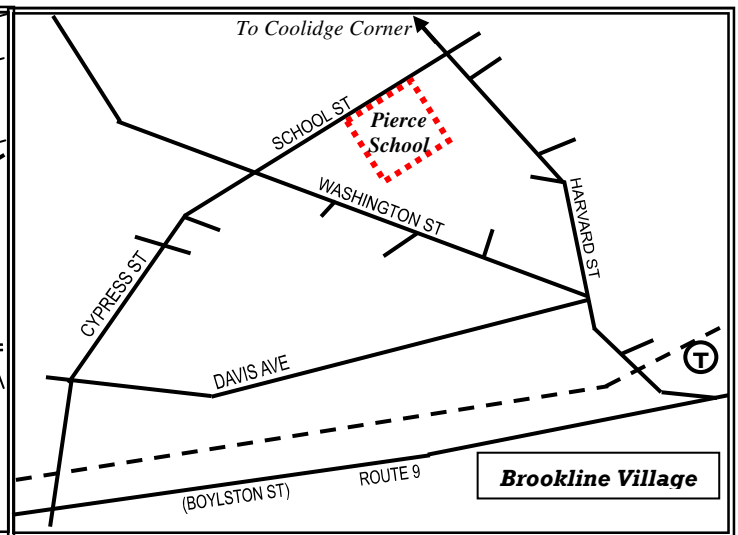 To Coolidge Corner
SCHOOL ST
Pierce
School
WASHINGTON ST
HARVARD ST
CYPRESS ST
DAVIS AVE
T
(BOYLSTON ST)
ROUTE 9
Brookline Village